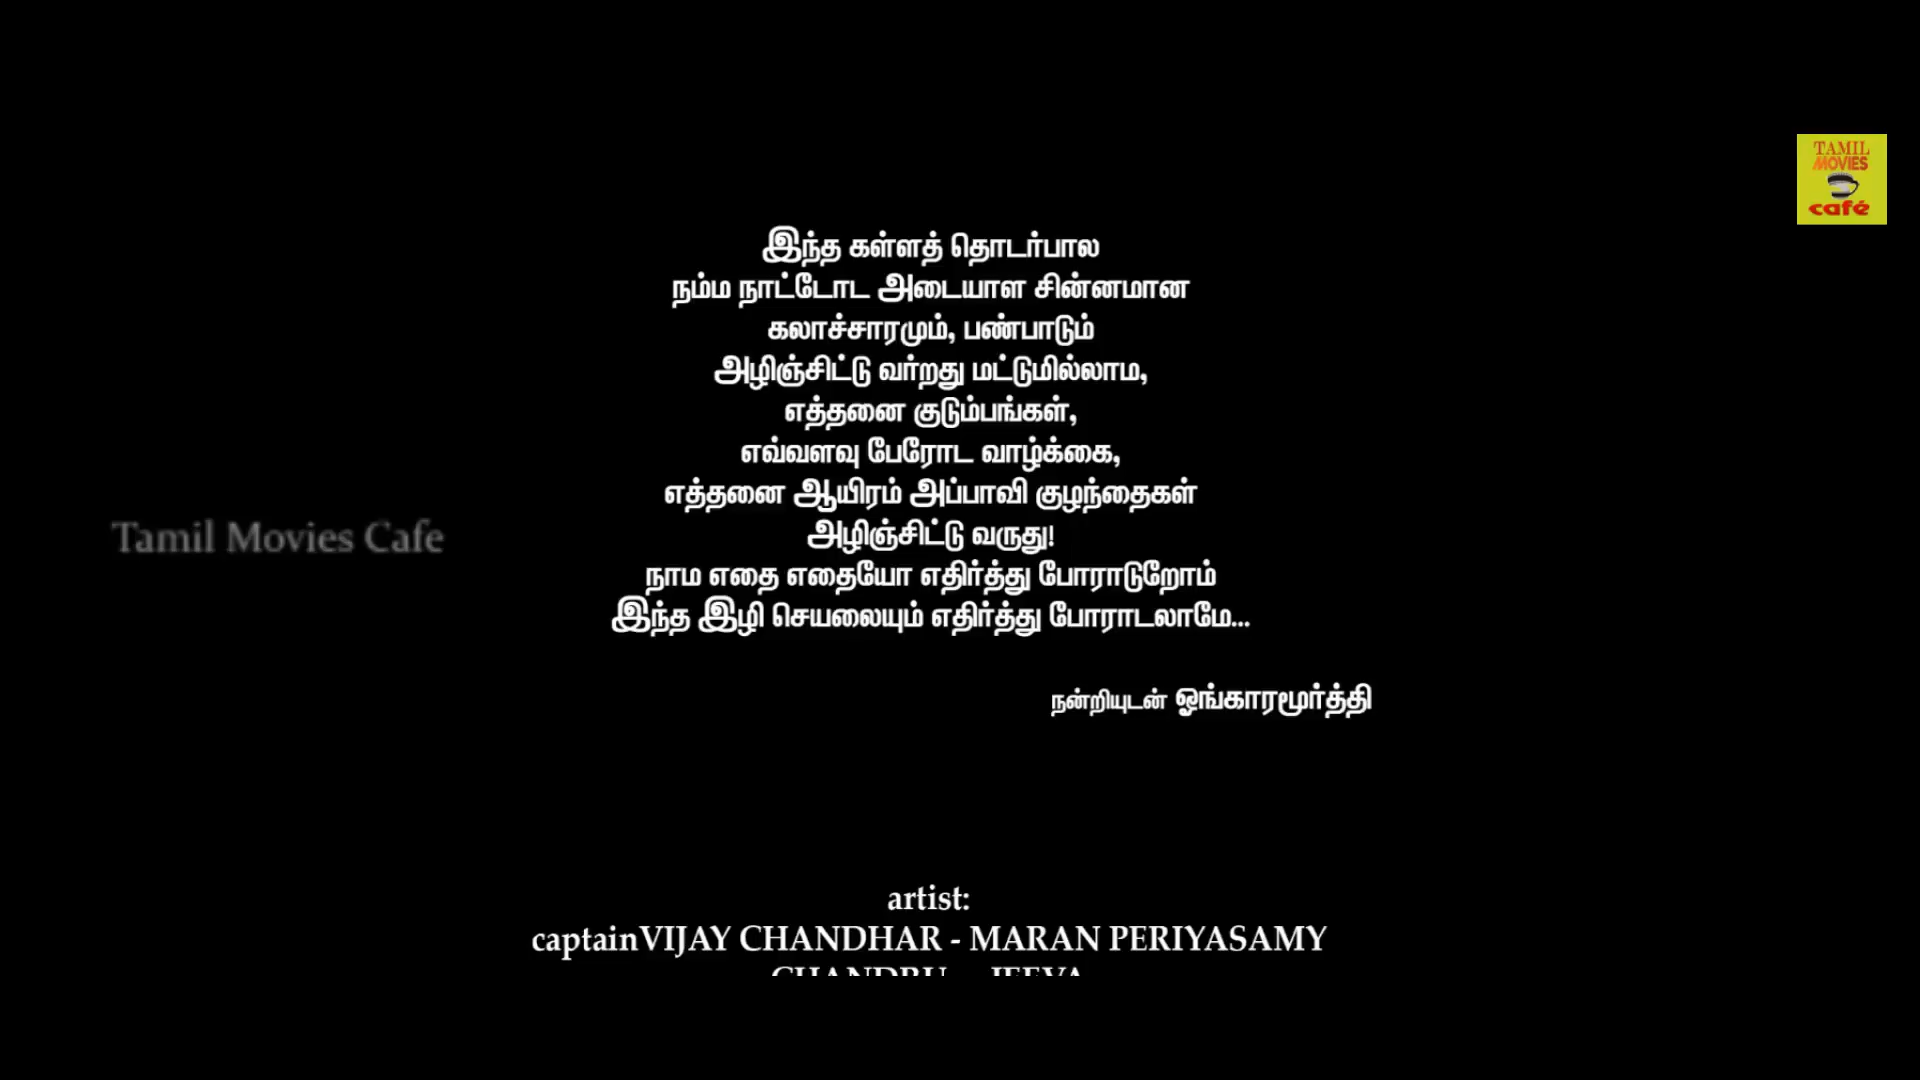 TAMIL
MOVIES
café
இந்த கள்ளத் தொடர்பால
நம்ம நாட்டோட அடையாள சின்னமான
கலாச்சாரமும், பண்பாடும்
அழிஞ்சிட்டு வர்றது மட்டுமில்லாம,
எத்தனை குடும்பங்கள்,
எவ்வளவு பேரோட வாழ்க்கை,
எத்தனை ஆயிரம் அப்பாவி குழந்தைகள்
அழிஞ்சிட்டு வருது!
நாம எதை எதையோ எதிர்த்து போராடுறோம்
இந்த இழி செயலையும் எதிர்த்து போராடலாமே...
Tamil Movies Cafe
நன்றியுடன் ஓங்காரமூர்த்தி
artist:
captainVIJAY CHANDHAR - MARAN PERIYASAMY